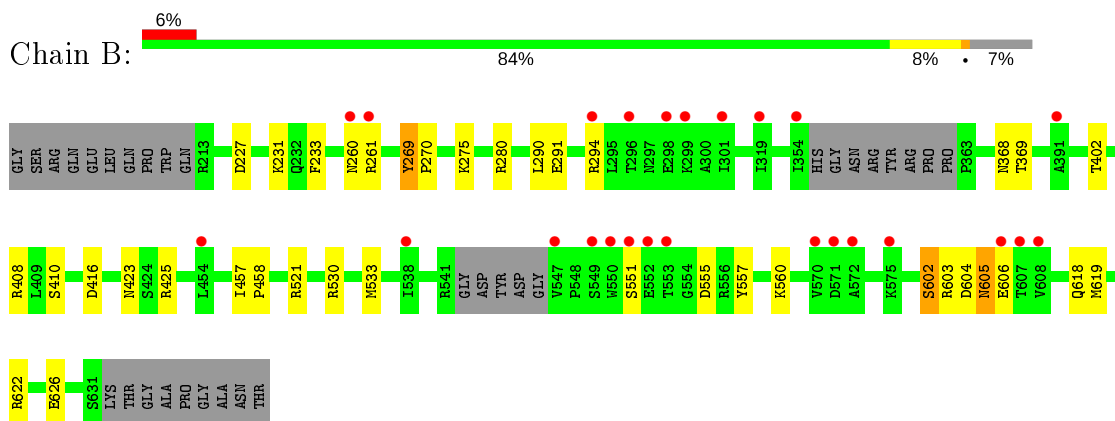 6%
Chain B:
84% 8% • 7%
GLY SER ARG GLN GLU LEU GLN PRO TRP GLN R213 D227 K231 Q232 F233 N260 R261 Y269 P270 K275 R280 L290 E291 R294 L295 T296 N297 E298 K299 A300 I301 I319 I354 HIS GLY ASN ARG TYR ARG PRO PRO P363 N368 T369 A391 T402
R408 L409 S410 D416 N423 S424 R425 L454 I457 P458 R521 R530 M533 I538 R541 GLY ASP TYR ASP GLY V547 P548 S549 W550 S551 E552 T553 G554 D555 R556 Y557 K560 V570 D571 A572 K575 S602 R603 D604 N605 E606 T607 V608 Q618 M619
R622 E626 S631 LYS THR GLY ALA PRO GLY ALA ASN THR